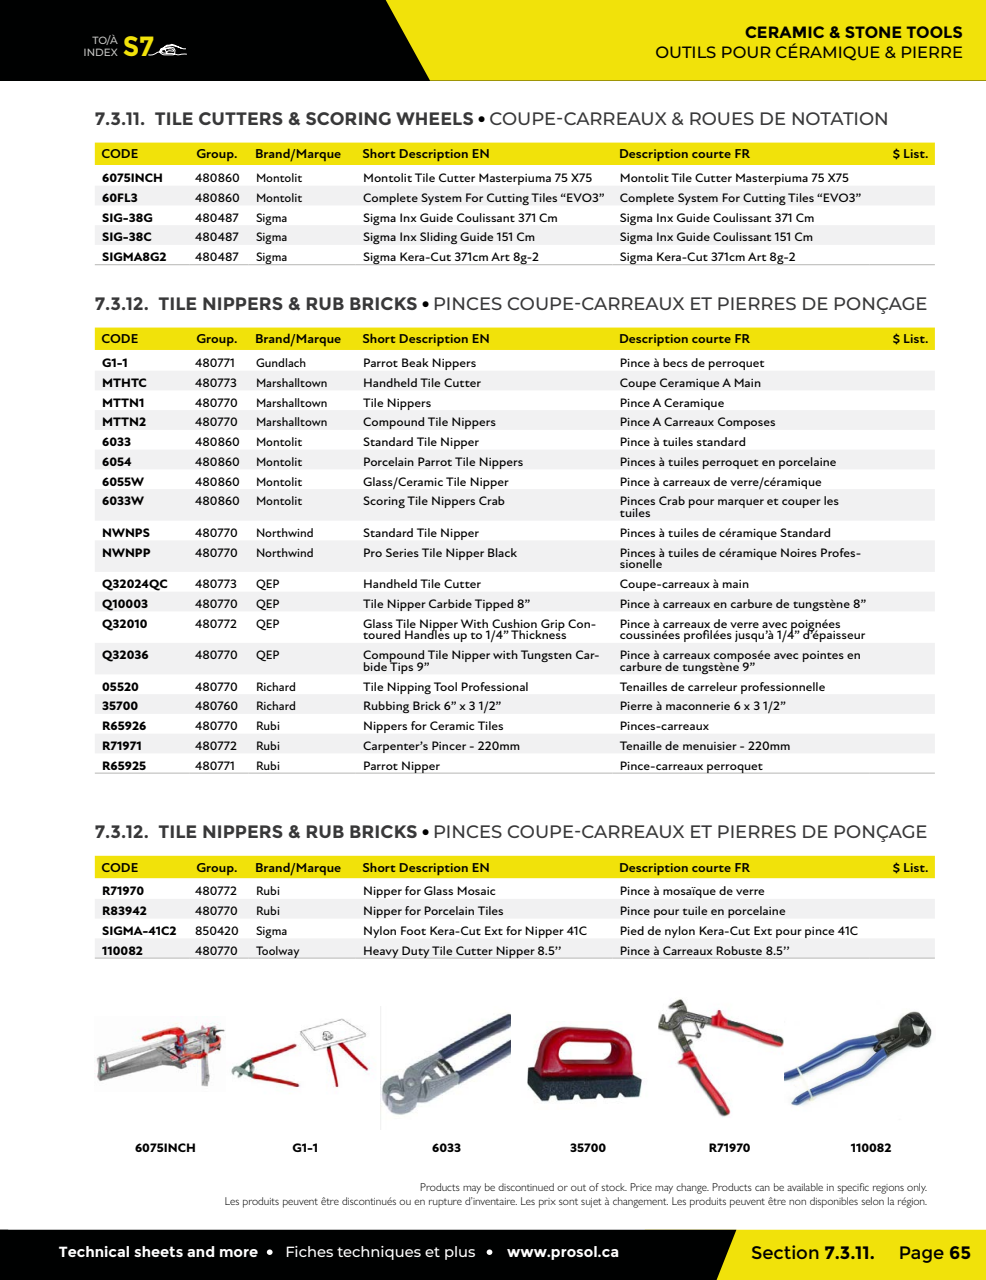 TO/À
INDEX S7
CERAMIC & STONE TOOLS
OUTILS POUR CÉRAMIQUE & PIERRE
7.3.11. TILE CUTTERS & SCORING WHEELS • COUPE-CARREAUX & ROUES DE NOTATION
CODE Group. Brand/Marque Short Description EN Description courte FR $ List.
6075INCH 480860 Montolit Montolit Tile Cutter Masterpiuma 75 X75 Montolit Tile Cutter Masterpiuma 75 X75
60FL3 480860 Montolit Complete System For Cutting Tiles “EVO3” Complete System For Cutting Tiles “EVO3”
SIG-38G 480487 Sigma Sigma Inx Guide Coulissant 371 Cm Sigma Inx Guide Coulissant 371 Cm
SIG-38C 480487 Sigma Sigma Inx Sliding Guide 151 Cm Sigma Inx Guide Coulissant 151 Cm
SIGMA8G2 480487 Sigma Sigma Kera-Cut 371cm Art 8g-2 Sigma Kera-Cut 371cm Art 8g-2
7.3.12. TILE NIPPERS & RUB BRICKS • PINCES COUPE-CARREAUX ET PIERRES DE PONÇAGE
CODE Group. Brand/Marque Short Description EN Description courte FR $ List.
G1-1 480771 Gundlach Parrot Beak Nippers Pince à becs de perroquet
MTHTC 480773 Marshalltown Handheld Tile Cutter Coupe Ceramique A Main
MTTN1 480770 Marshalltown Tile Nippers Pince A Ceramique
MTTN2 480770 Marshalltown Compound Tile Nippers Pince A Carreaux Composes
6033 480860 Montolit Standard Tile Nipper Pince à tuiles standard
6054 480860 Montolit Porcelain Parrot Tile Nippers Pinces à tuiles perroquet en porcelaine
6055W 480860 Montolit Glass/Ceramic Tile Nipper Pince à carreaux de verre/céramique
6033W 480860 Montolit Scoring Tile Nippers Crab Pinces Crab pour marquer et couper les
tuiles
NWNPS 480770 Northwind Standard Tile Nipper Pinces à tuiles de céramique Standard
NWNPP 480770 Northwind Pro Series Tile Nipper Black Pinces à tuiles de céramique Noires Profes-
sionelle
Q32024QC 480773 QEP Handheld Tile Cutter Coupe-carreaux à main
Q10003 480770 QEP Tile Nipper Carbide Tipped 8” Pince à carreaux en carbure de tungstène 8”
Q32010 480772 QEP Glass Tile Nipper With Cushion Grip Con- Pince à carreaux de verre avec poignées
toured Handles up to 1/4” Thickness coussinées profilées jusqu’à 1/4” d’épaisseur
Q32036 480770 QEP Compound Tile Nipper with Tungsten Car- Pince à carreaux composée avec pointes en
bide Tips 9” carbure de tungstène 9”
05520 480770 Richard Tile Nipping Tool Professional Tenailles de carreleur professionnelle
35700 480760 Richard Rubbing Brick 6” x 3 1/2” Pierre à maconnerie 6 x 3 1/2”
R65926 480770 Rubi Nippers for Ceramic Tiles Pinces-carreaux
R71971 480772 Rubi Carpenter’s Pincer - 220mm Tenaille de menuisier - 220mm
R65925 480771 Rubi Parrot Nipper Pince-carreaux perroquet
7.3.12. TILE NIPPERS & RUB BRICKS • PINCES COUPE-CARREAUX ET PIERRES DE PONÇAGE
CODE Group. Brand/Marque Short Description EN Description courte FR $ List.
R71970 480772 Rubi Nipper for Glass Mosaic Pince à mosaïque de verre
R83942 480770 Rubi Nipper for Porcelain Tiles Pince pour tuile en porcelaine
SIGMA-41C2 850420 Sigma Nylon Foot Kera-Cut Ext for Nipper 41C Pied de nylon Kera-Cut Ext pour pince 41C
110082 480770 Toolway Heavy Duty Tile Cutter Nipper 8.5’’ Pince à Carreaux Robuste 8.5’’
6075INCH G1-1 6033 35700 R71970 110082
Products may be discontinued or out of stock. Price may change. Products can be available in specific regions only.
Les produits peuvent être discontinués ou en rupture d’inventaire. Les prix sont sujet à changement. Les produits peuvent être non disponibles selon la région.
Technical sheets and more • Fiches techniques et plus • www.prosol.ca
Section 7.3.11. Page 65